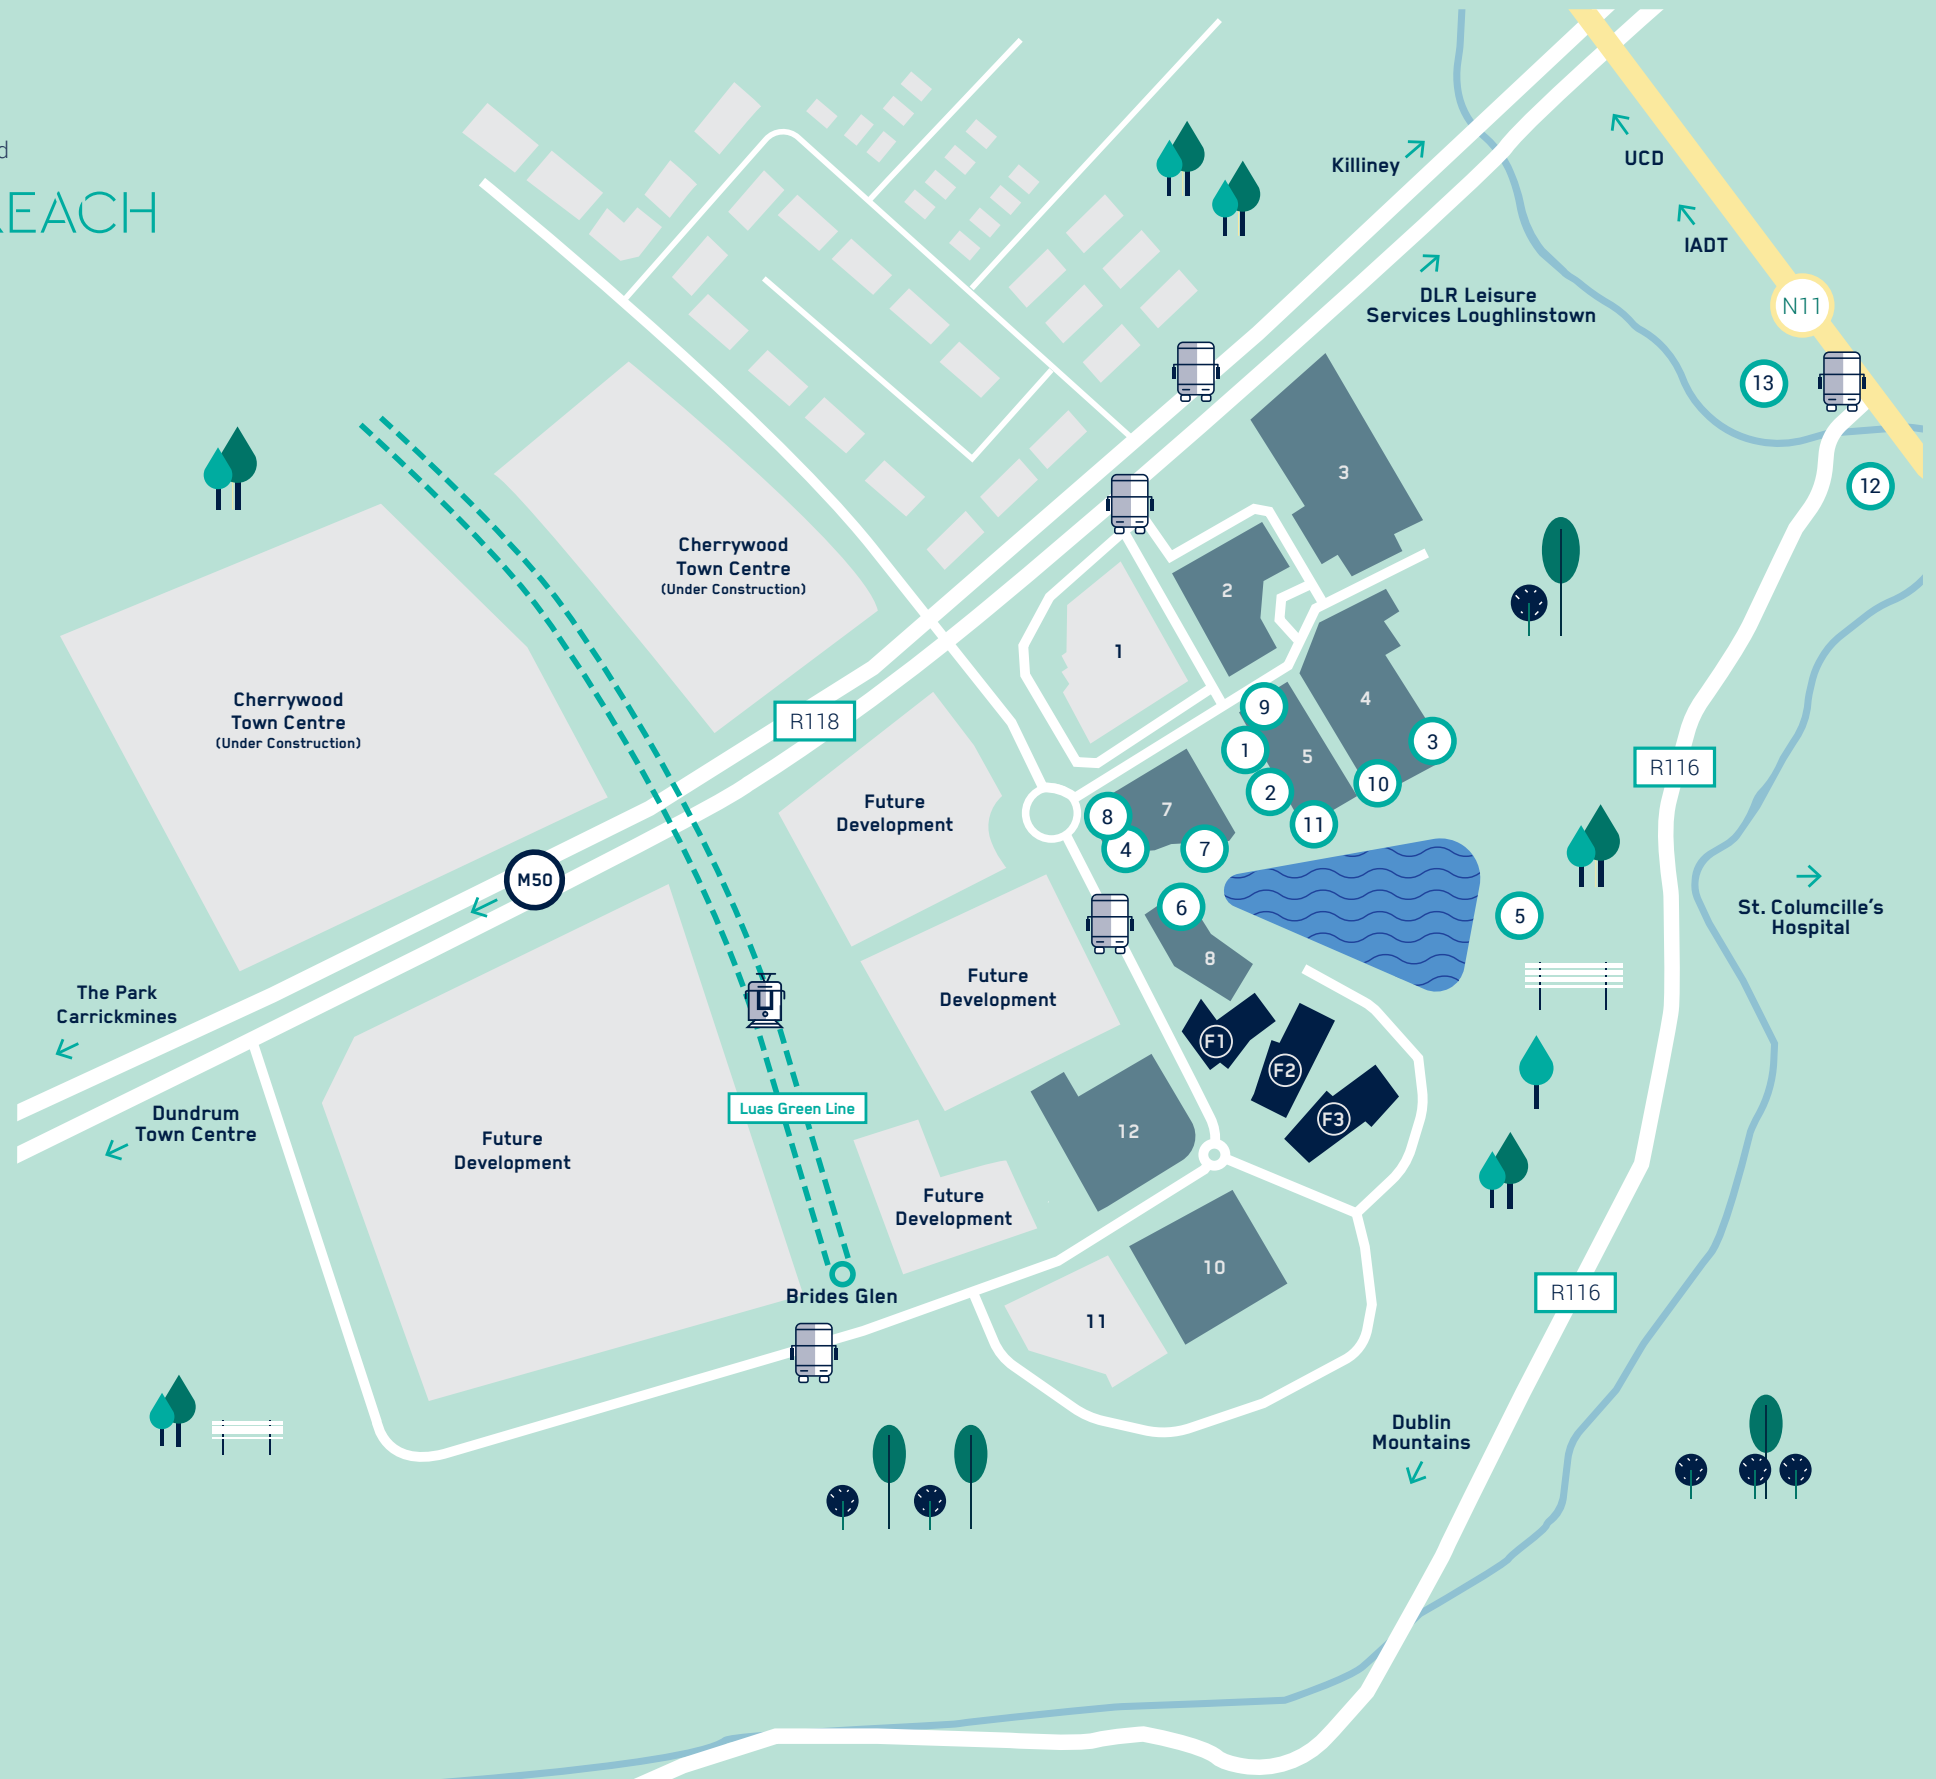 d
EACH
Killiney
UCD
IADT
DLR Leisure
Services Loughlinstown
N11
13
12
3
2
1
4
5
9
1
2
3
10
11
7
8
4
7
6
8
5
Cherrywood
Town Centre
(Under Construction)
Cherrywood
Town Centre
(Under Construction)
R118
R116
M50
Future
Development
Future
Development
St. Columcille's
Hospital
The Park
Carrickmines
F1
F2
F3
Luas Green Line
Dundrum
Town Centre
Future
Development
12
Future
Development
10
Brides Glen
11
R116
Dublin
Mountains